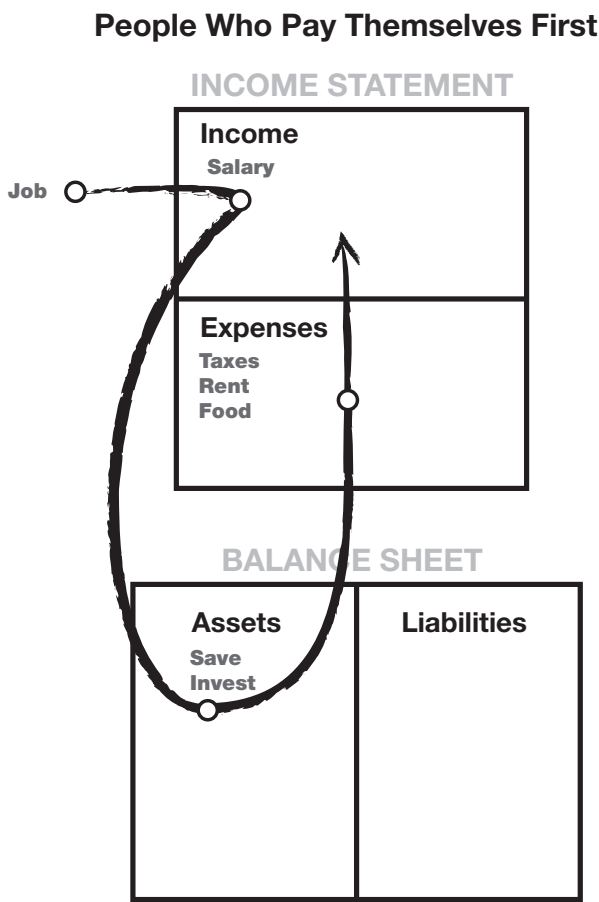 People Who Pay Themselves First
INCOME STATEMENT
Income
Salary
Job
Expenses
Taxes
Rent
Food
BALANCE SHEET
Assets
Save
Invest
Liabilities